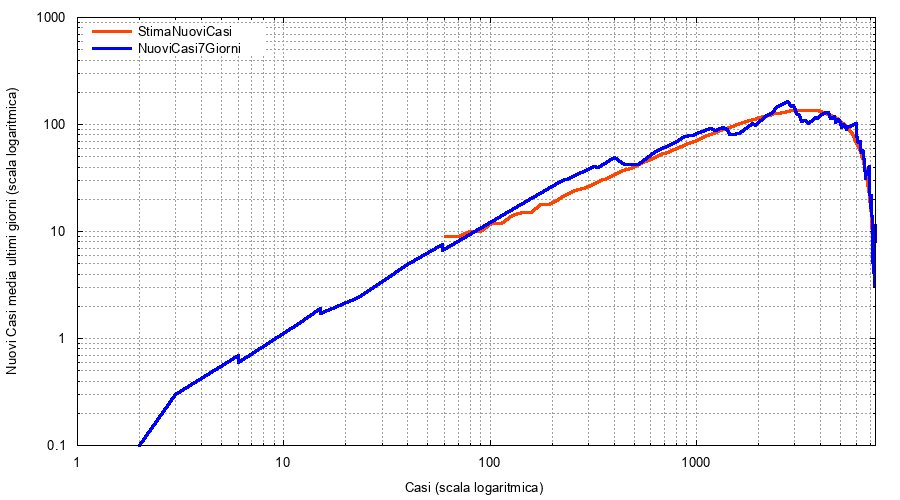 1000
StimaNuoviCasi
NuoviCasi7Giorni
100
10
1
0.1
Nuovi Casi media ultimi giorni (scala logaritmica)
1 10 100 1000
Casi (scala logaritmica)